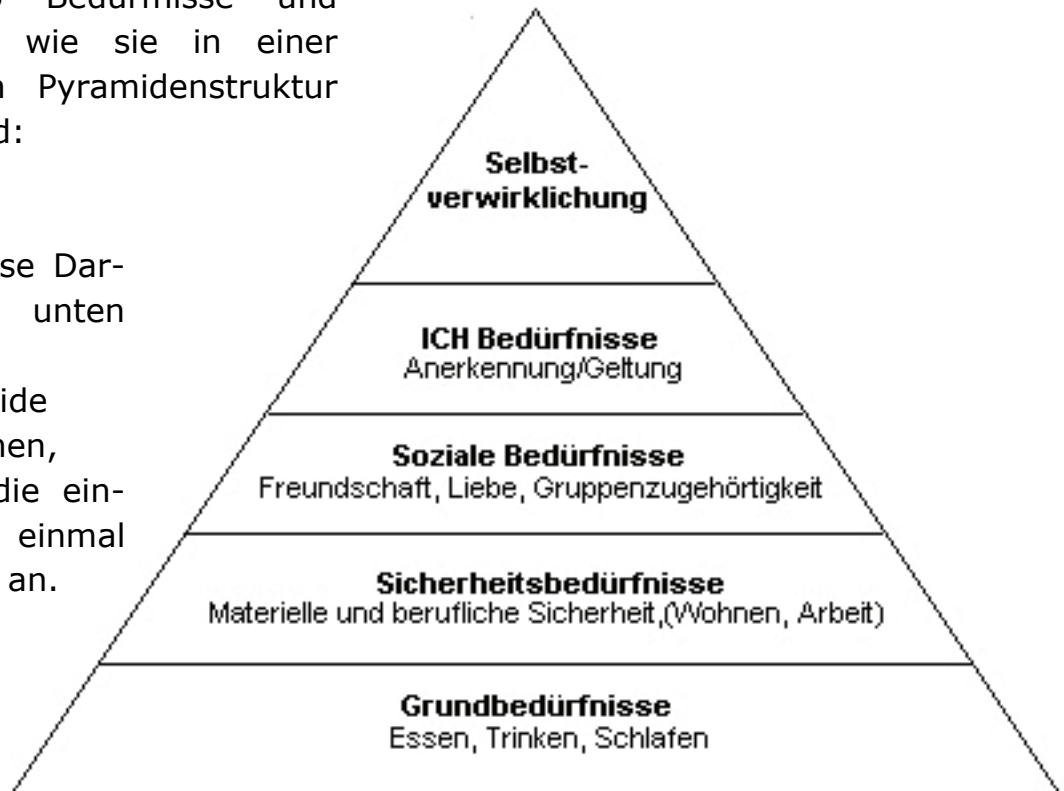 Bedürfnisse und
wie sie in einer
n Pyramidenstruktur
d:
se Dar-
unten
ide
nen,
die ein-
einmal
an.
Selbst-
verwirklichung
ICH Bedürfnisse
Anerkennung/Geltung
Soziale Bedürfnisse
Freundschaft, Liebe, Gruppenzugehörtigkeit
Sicherheitsbedürfnisse
Materielle und berufliche Sicherheit,(Wohnen, Arbeit)
Grundbedürfnisse
Essen, Trinken, Schlafen